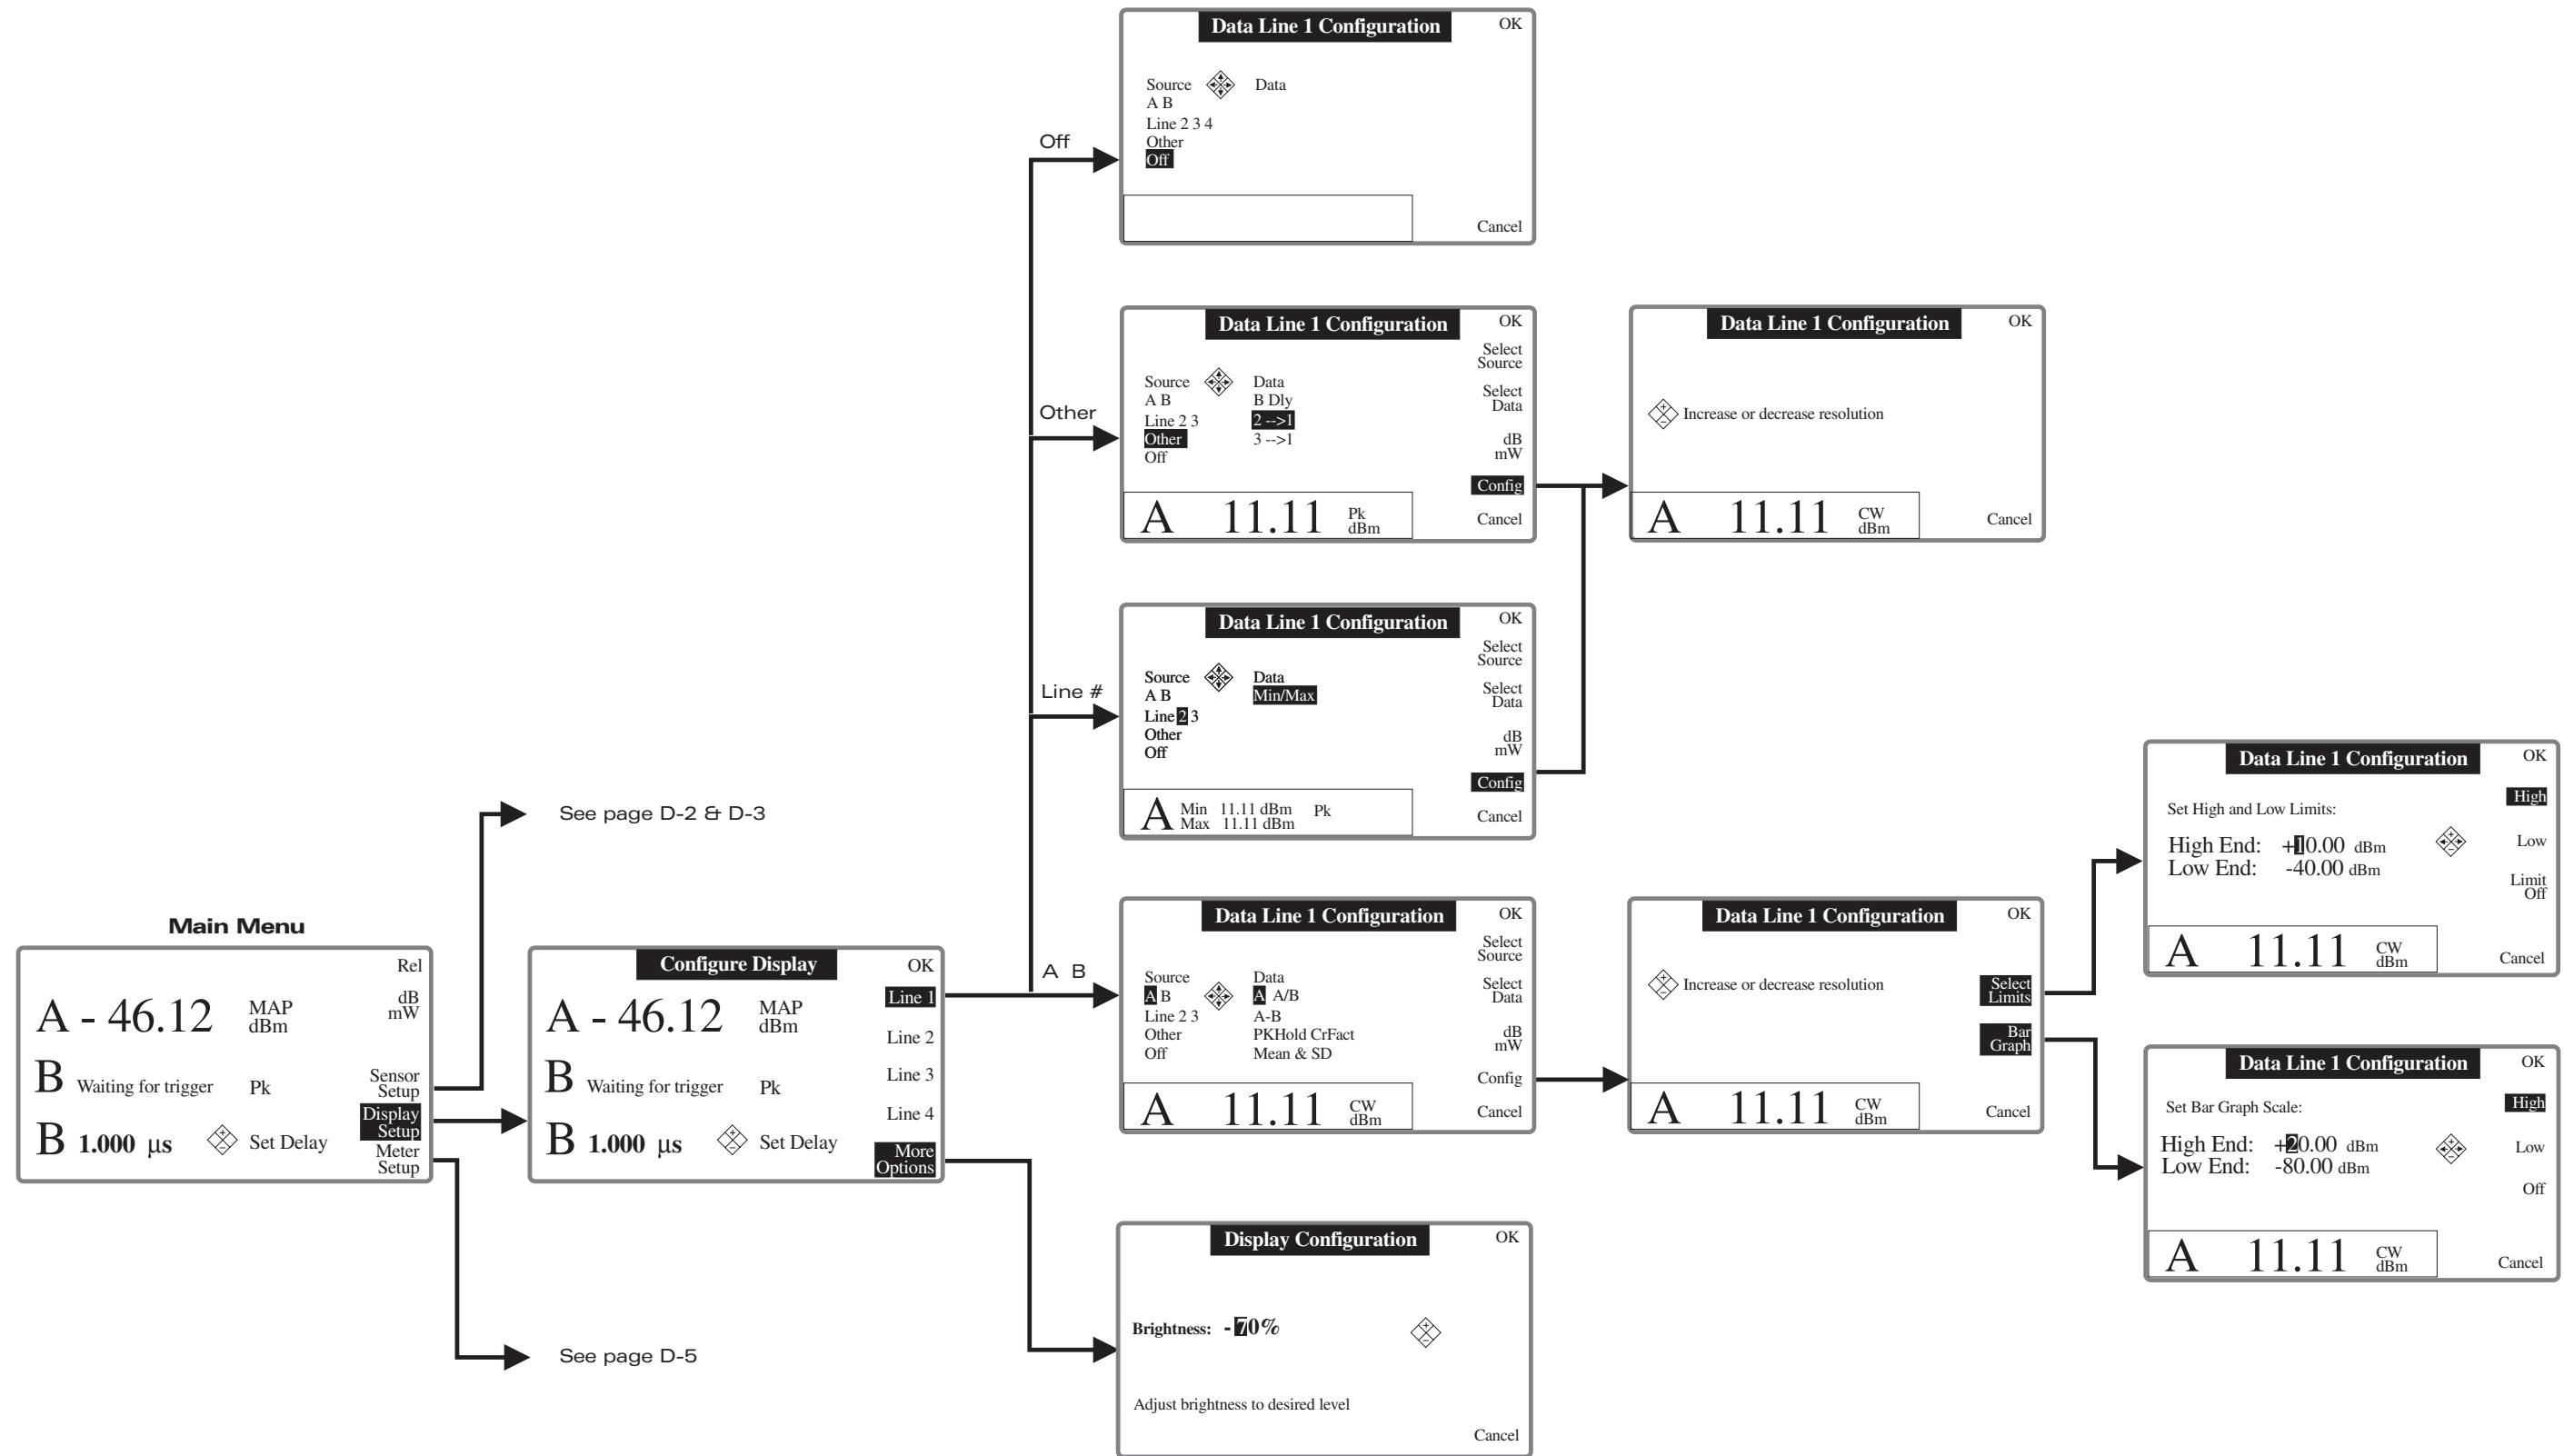 Data Line 1 Configuration OK
Source Data
A B
Line 2 3 4
Other
Off
Cancel
Off
Data Line 1 Configuration OK
Select
Source
Select
Data
dB
mW
Config
Cancel
Source Data
A B B Dly
Line 2 3 2 -->1
Other 3 -->1
Off
A 11.11 Pk
dBm
Other
Data Line 1 Configuration OK
+
-
Increase or decrease resolution
A 11.11 CW
dBm
Cancel
Data Line 1 Configuration OK
Select
Source
Select
Data
dB
mW
Config
Cancel
Source Data
A B Min/Max
Line 2 3
Other
Off
A Min 11.11 dBm Pk
Max 11.11 dBm
Line #
See page D-2 & D-3
Main Menu
Rel
dB
mW
A - 46.12 MAP
dBm
B Waiting for trigger Pk
Sensor
Setup
Display
Setup
B 1.000 µs + - Set Delay
Meter
Setup
Configure Display OK
Line 1
A - 46.12 MAP
dBm
Line 2
B Waiting for trigger Pk
Line 3
Line 4
B 1.000 µs + - Set Delay
More
Options
A B
Data Line 1 Configuration OK
Select
Source
Select
Data
dB
mW
Config
Cancel
Source Data
A B A A/B
Line 2 3 A-B
Other PKHold CrFact
Off Mean & SD
A 11.11 CW
dBm
Data Line 1 Configuration OK
+
-
Increase or decrease resolution
Select
Limits
Bar
Graph
Cancel
A 11.11 CW
dBm
Data Line 1 Configuration OK
High
Set High and Low Limits:
High End: +10.00 dBm + - Low
Low End: -40.00 dBm
Limit
Off
A 11.11 CW
dBm
Cancel
Data Line 1 Configuration OK
High
Set Bar Graph Scale:
High End: +20.00 dBm + - Low
Low End: -80.00 dBm
Off
A 11.11 CW
dBm
Cancel
See page D-5
Display Configuration OK
Brightness: -70% + -
Adjust brightness to desired level
Cancel